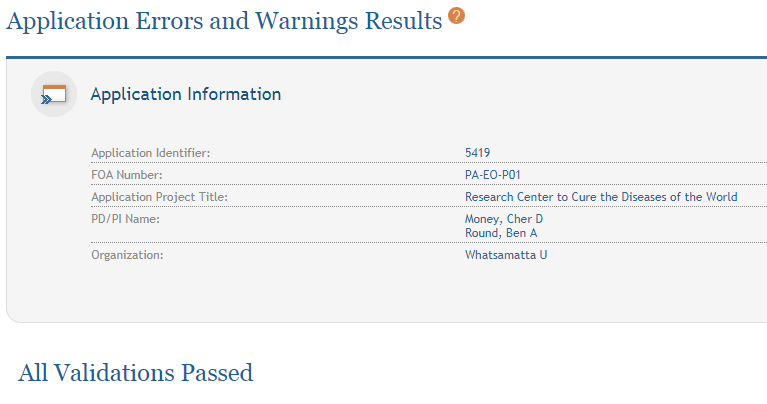 Application Errors and Warnings Results ?
Application Information
Application Identifier: 5419
FOA Number: PA-EO-P01
Application Project Title: Research Center to Cure the Diseases of the World
PD/PI Name: Money, Cher D
Round, Ben A
Organization: Whatsamatta U
All Validations Passed